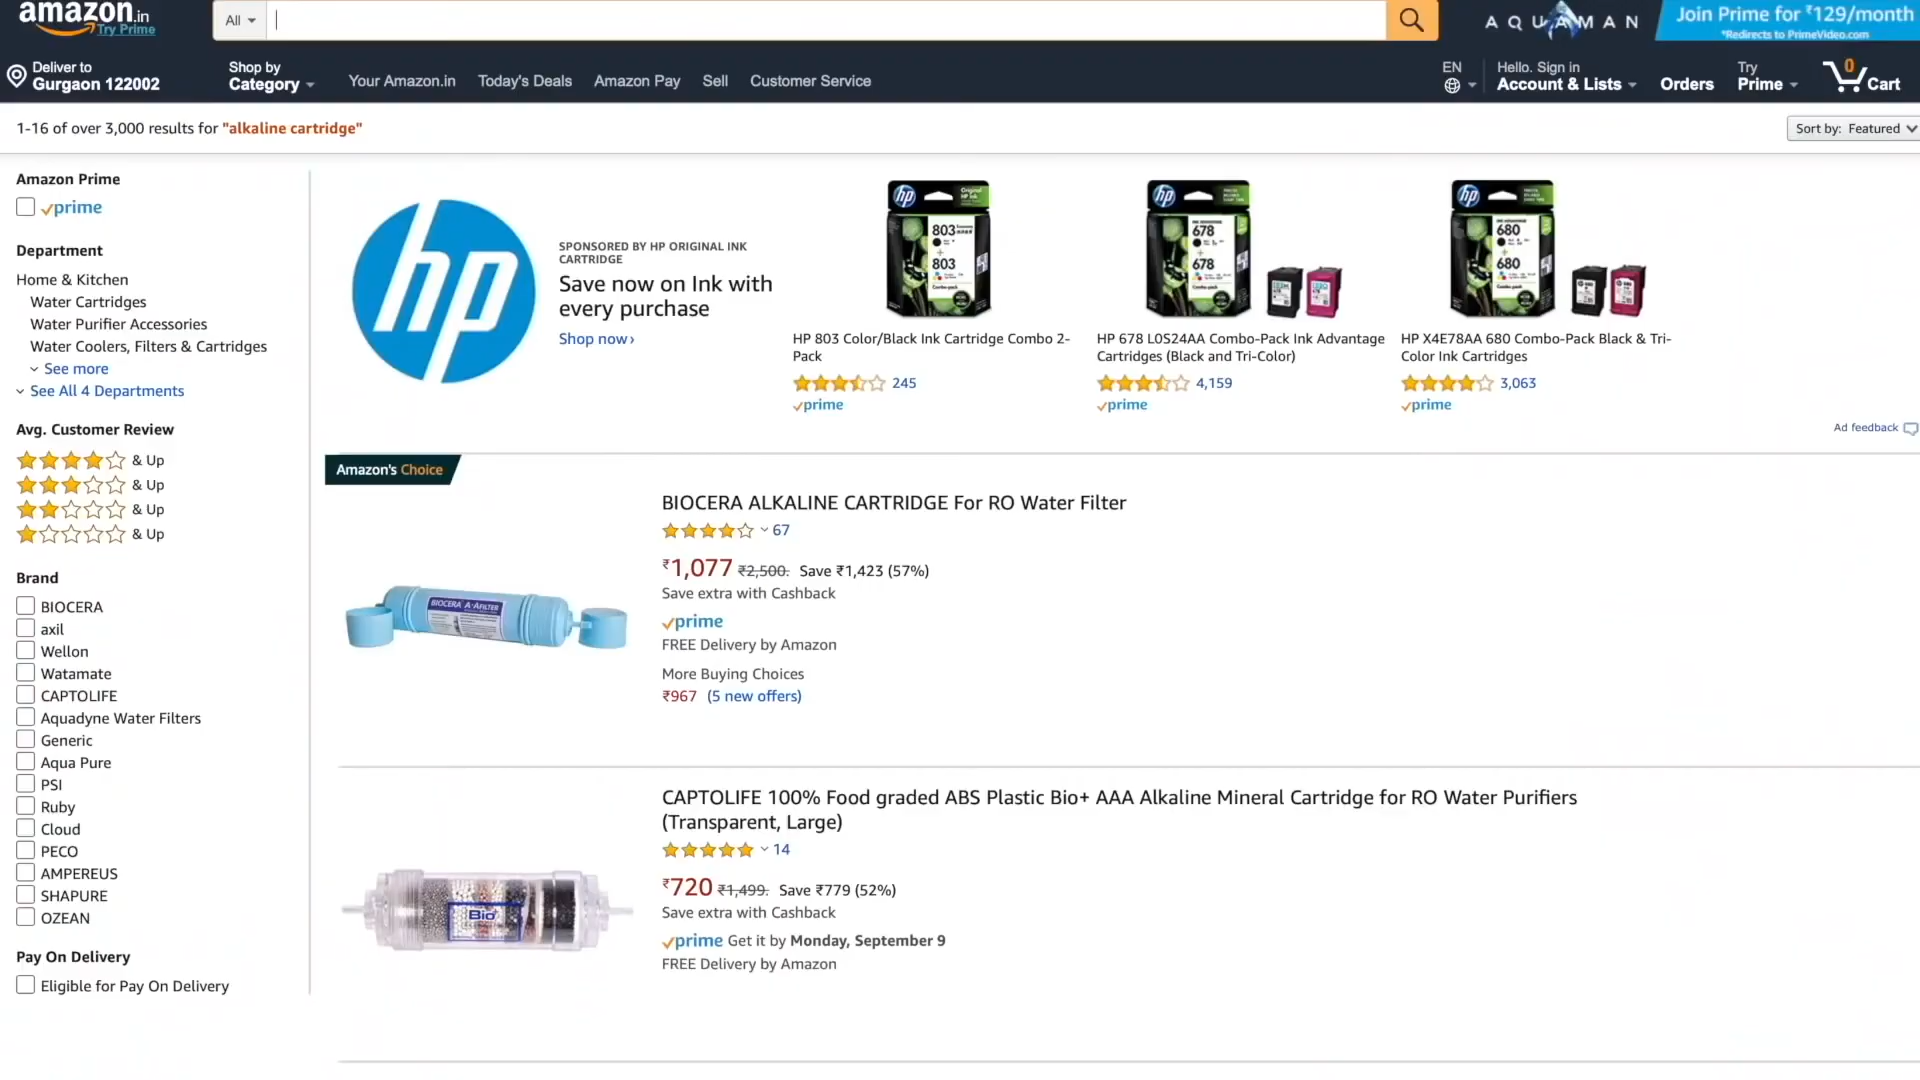 amazon.in
Try Prime
All
AQUAMAN
Join Prime for ₹129/month
*Redirects to PrimeVideo.com
Deliver to
Gurgaon 122002
Shop by
Category
Your Amazon.in
Today's Deals
Amazon Pay
Sell
Customer Service
EN
Hello. Sign in
Account & Lists
Orders
Try
Prime
0
Cart
1-16 of over 3,000 results for "alkaline cartridge"
Sort by: Featured
Amazon Prime
prime
Department
Home & Kitchen
Water Cartridges
Water Purifier Accessories
Water Coolers, Filters & Cartridges
See more
See All 4 Departments
Avg. Customer Review
& Up
& Up
& Up
& Up
Brand
BIOCERA
axil
Wellon
Watamate
CAPTOLIFE
Aquadyne Water Filters
Generic
Aqua Pure
PSI
Ruby
Cloud
PECO
AMPEREUS
SHAPURE
OZEAN
Pay On Delivery
Eligible for Pay On Delivery
hp
SPONSORED BY HP ORIGINAL INK
CARTRIDGE
Save now on Ink with
every purchase
Shop now›
hp
803
803
HP 803 Color/Black Ink Cartridge Combo 2-
Pack
245
prime
hp
678
678
HP 678 L0S24AA Combo-Pack Ink Advantage
Cartridges (Black and Tri-Color)
4,159
prime
hp
680
680
HP X4E78AA 680 Combo-Pack Black & Tri-
Color Ink Cartridges
3,063
prime
Ad feedback
Amazon's Choice
BIOCERA A.A FILTER
BIOCERA ALKALINE CARTRIDGE For RO Water Filter
67
₹1,077 ₹2,500. Save ₹1,423 (57%)
Save extra with Cashback
prime
FREE Delivery by Amazon
More Buying Choices
₹967 (5 new offers)
Bio+
CAPTOLIFE 100% Food graded ABS Plastic Bio+ AAA Alkaline Mineral Cartridge for RO Water Purifiers
(Transparent, Large)
14
₹720 ₹1,499. Save ₹779 (52%)
Save extra with Cashback
prime Get it by Monday, September 9
FREE Delivery by Amazon